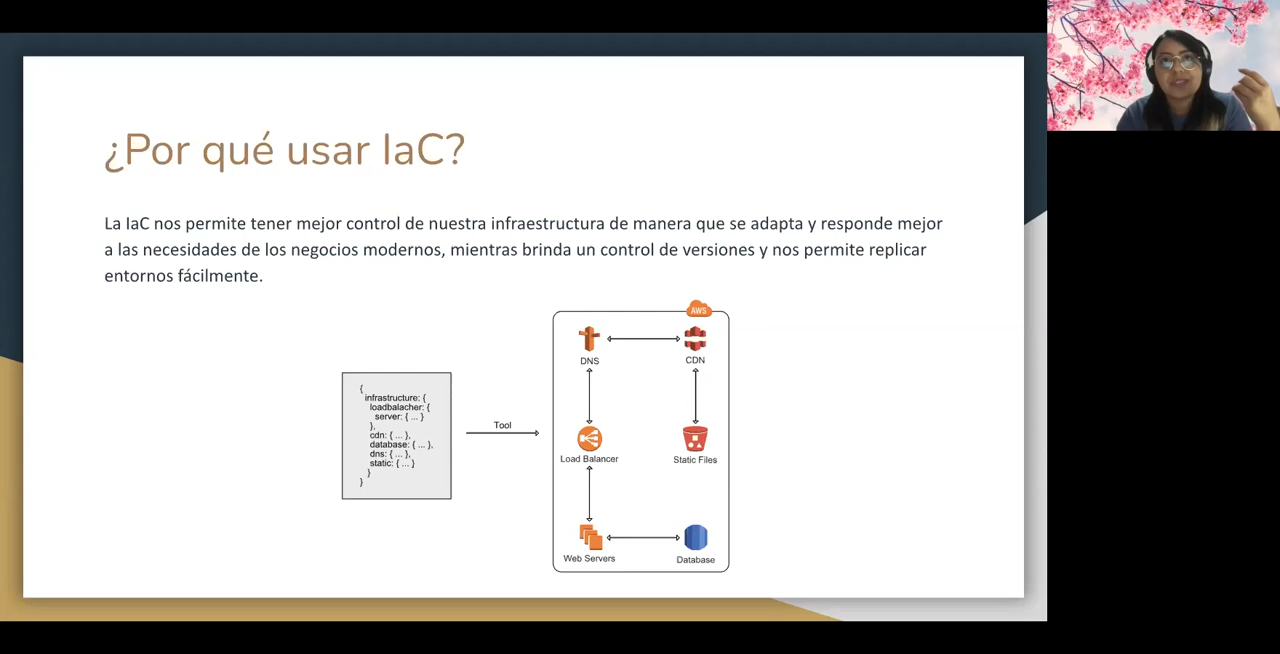 ¿Por qué usar IaC?
La IaC nos permite tener mejor control de nuestra infraestructura de manera que se adapta y responde mejor
a las necesidades de los negocios modernos, mientras brinda un control de versiones y nos permite replicar
entornos fácilmente.
{
infrastructure: {
loadbalacher: {
server: { ... }
},
cdn: { ... },
database: { ... },
dns: { ... },
static: { ... }
}
}
Tool
AWS
DNS
CDN
Load Balancer
Static Files
Web Servers
Database